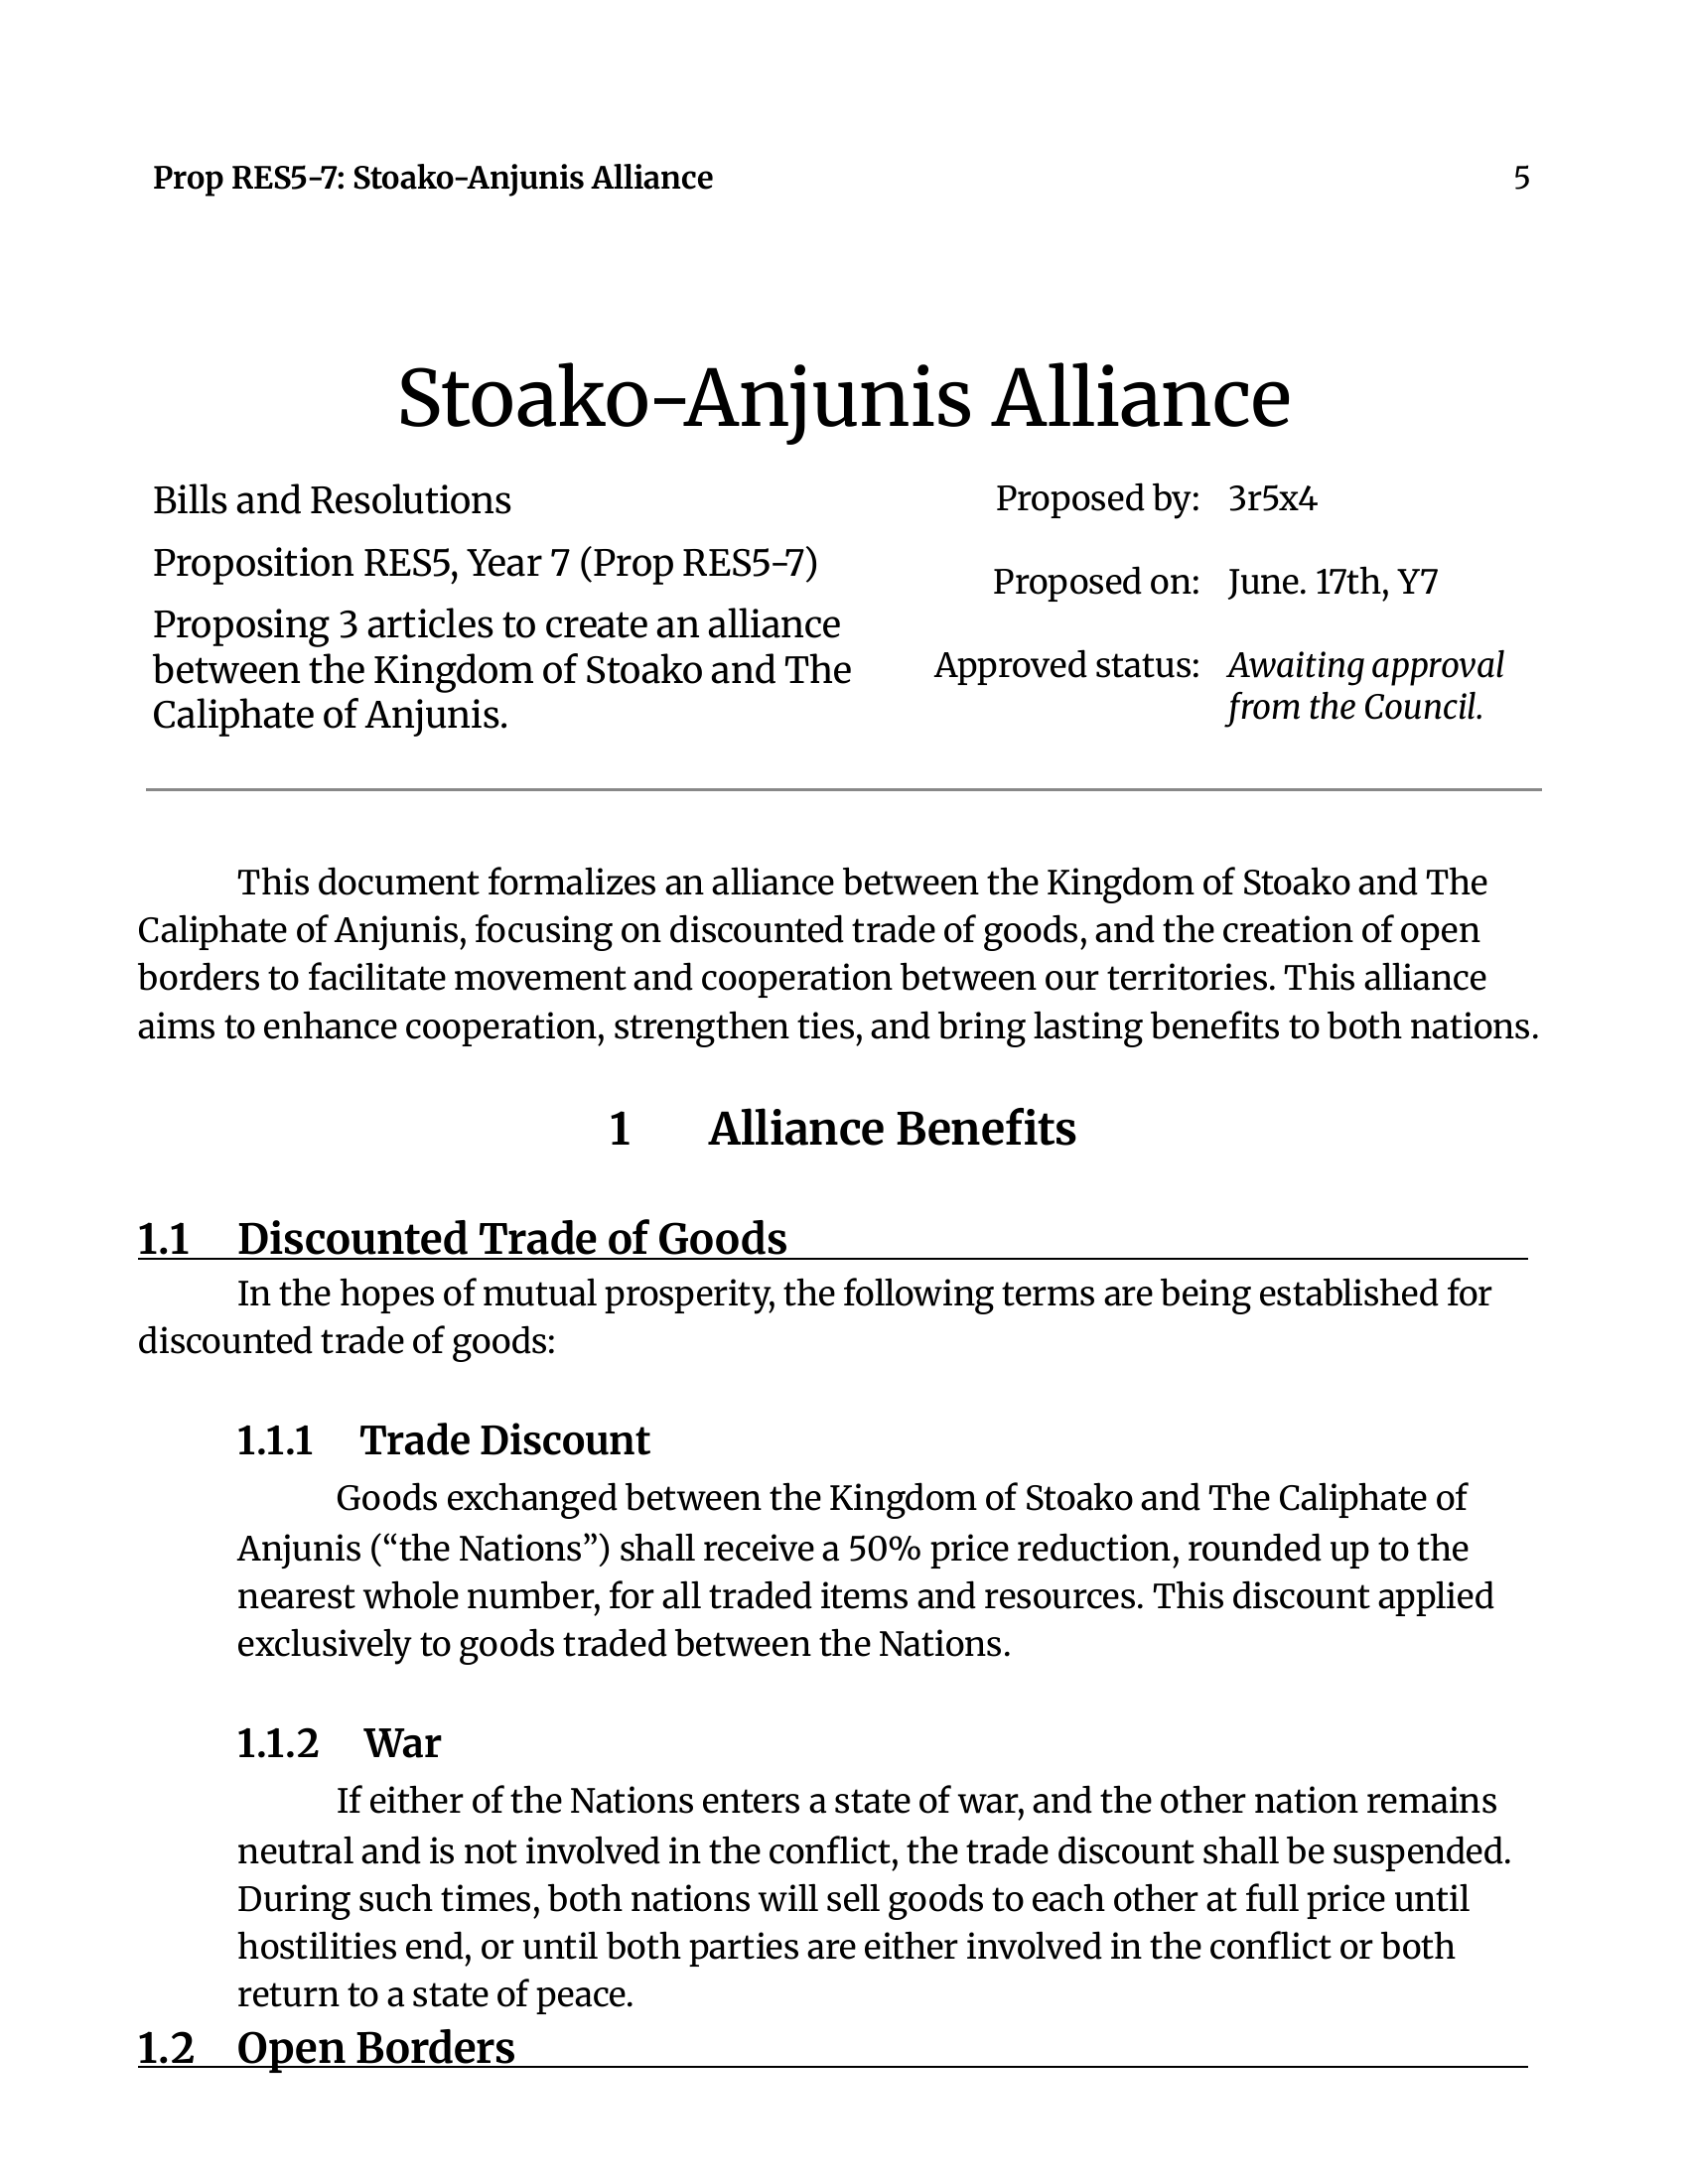 Prop RES5-7: Stoako-Anjunis Alliance 5
Stoako-Anjunis Alliance
Bills and Resolutions
Proposition RES5, Year 7 (Prop RES5-7)
Proposing 3 articles to create an alliance
between the Kingdom of Stoako and The
Caliphate of Anjunis.
Proposed by: 3r5x4
Proposed on: June. 17th, Y7
Approved status: Awaiting approval
from the Council.
This document formalizes an alliance between the Kingdom of Stoako and The
Caliphate of Anjunis, focusing on discounted trade of goods, and the creation of open
borders to facilitate movement and cooperation between our territories. This alliance
aims to enhance cooperation, strengthen ties, and bring lasting benefits to both nations.
1 Alliance Benefits
1.1 Discounted Trade of Goods
In the hopes of mutual prosperity, the following terms are being established for
discounted trade of goods:
1.1.1 Trade Discount
Goods exchanged between the Kingdom of Stoako and The Caliphate of
Anjunis (“the Nations”) shall receive a 50% price reduction, rounded up to the
nearest whole number, for all traded items and resources. This discount applied
exclusively to goods traded between the Nations.
1.1.2 War
If either of the Nations enters a state of war, and the other nation remains
neutral and is not involved in the conflict, the trade discount shall be suspended.
During such times, both nations will sell goods to each other at full price until
hostilities end, or until both parties are either involved in the conflict or both
return to a state of peace.
1.2 Open Borders